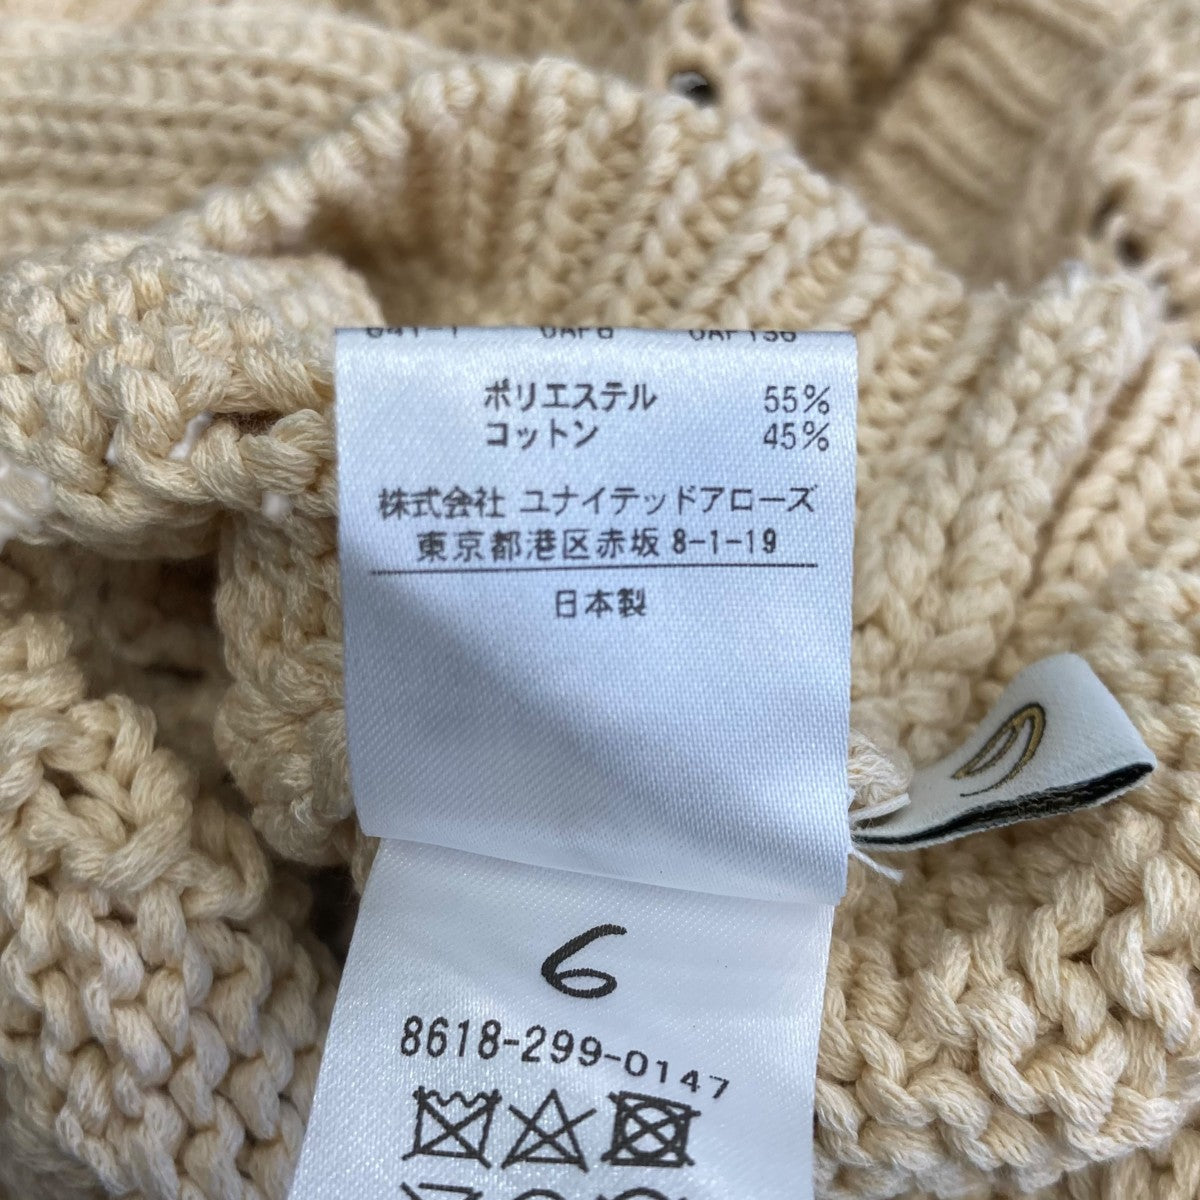 ポリエステル 55%
コットン 45%
株式会社 ユナイテッドアローズ
東京都港区赤坂 8-1-19
日本製
6
8618-299-0147